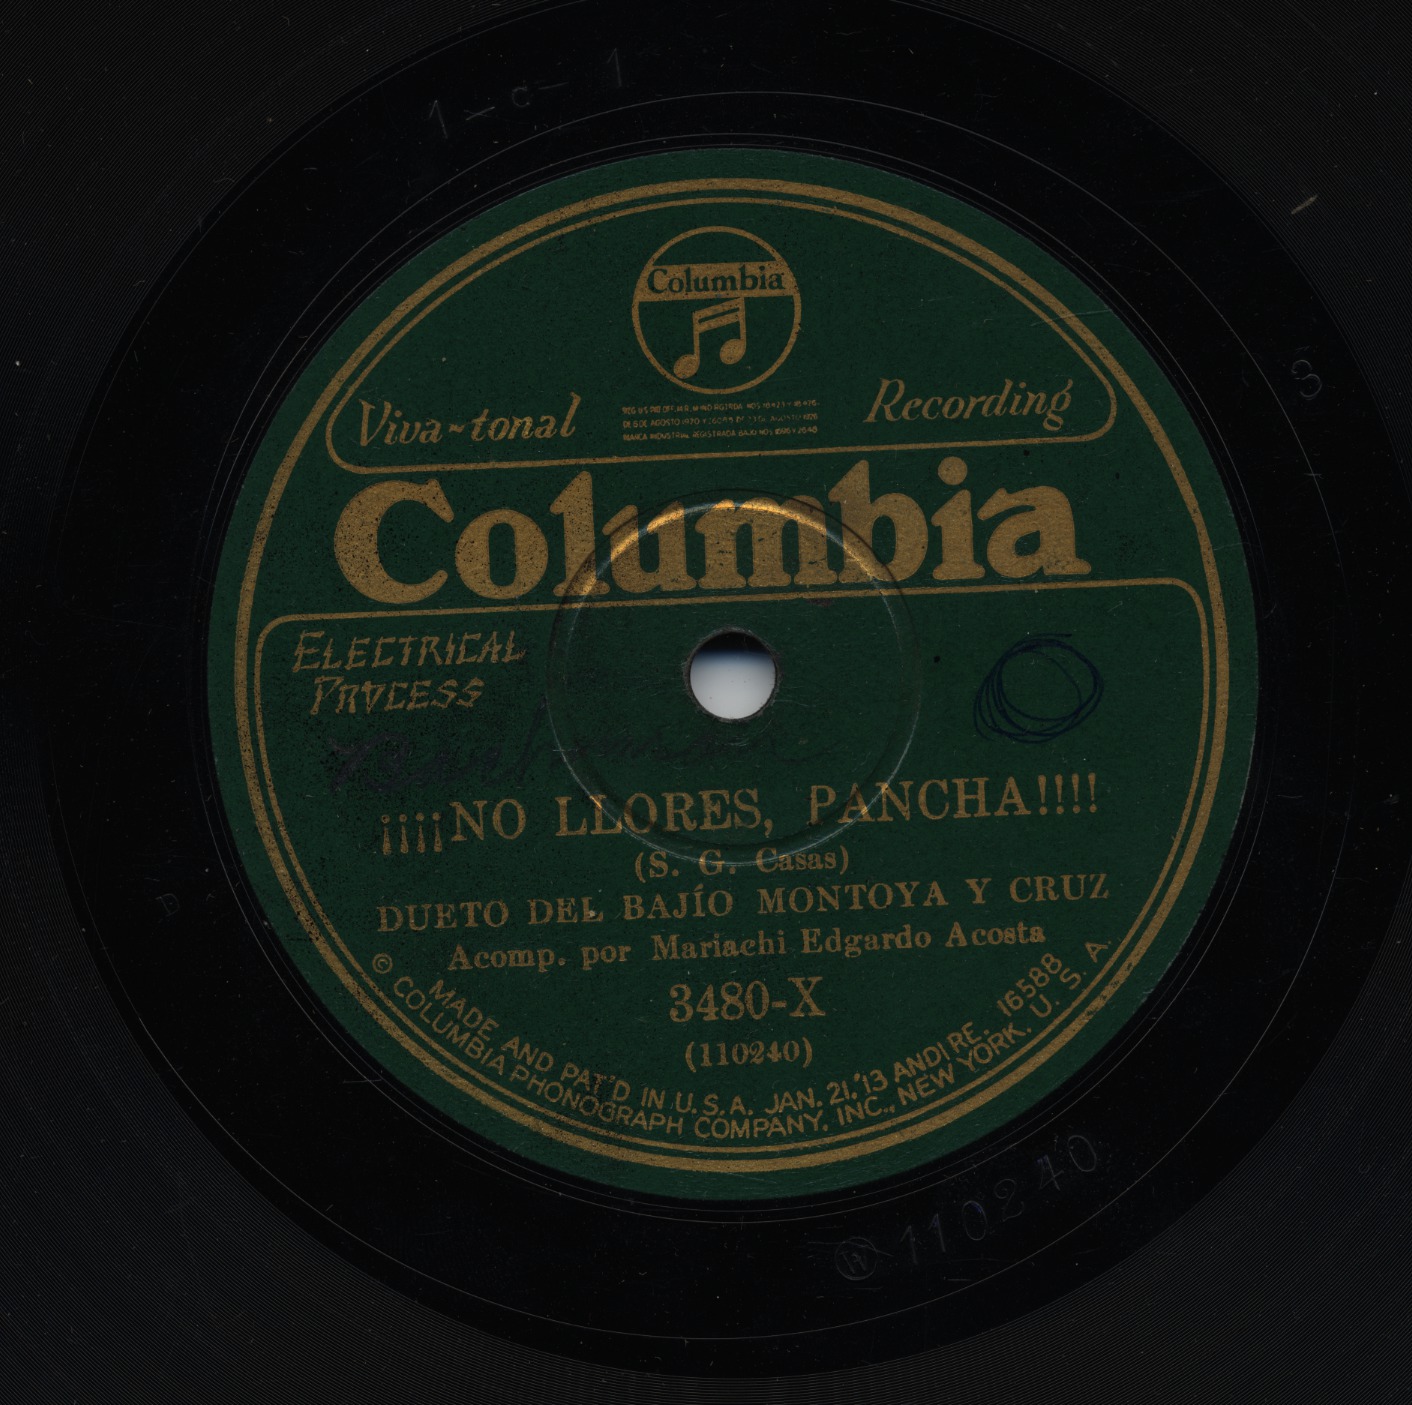 1-c-1
Columbia
Viva-tonal
Recording
Columbia
ELECTRICAL
PROCESS
¡¡¡¡NO LLORES, PANCHA!!!!
(S. G. Casas)
DUETO DEL BAJÍO MONTOYA Y CRUZ
Acomp. por Mariachi Edgardo Acosta
3480-X
(110240)
MADE AND PAT'D IN U.S.A. JAN. 21,'13 AND RE. 16588
© COLUMBIA PHONOGRAPH COMPANY, INC., NEW YORK, U. S. A.
W 110240